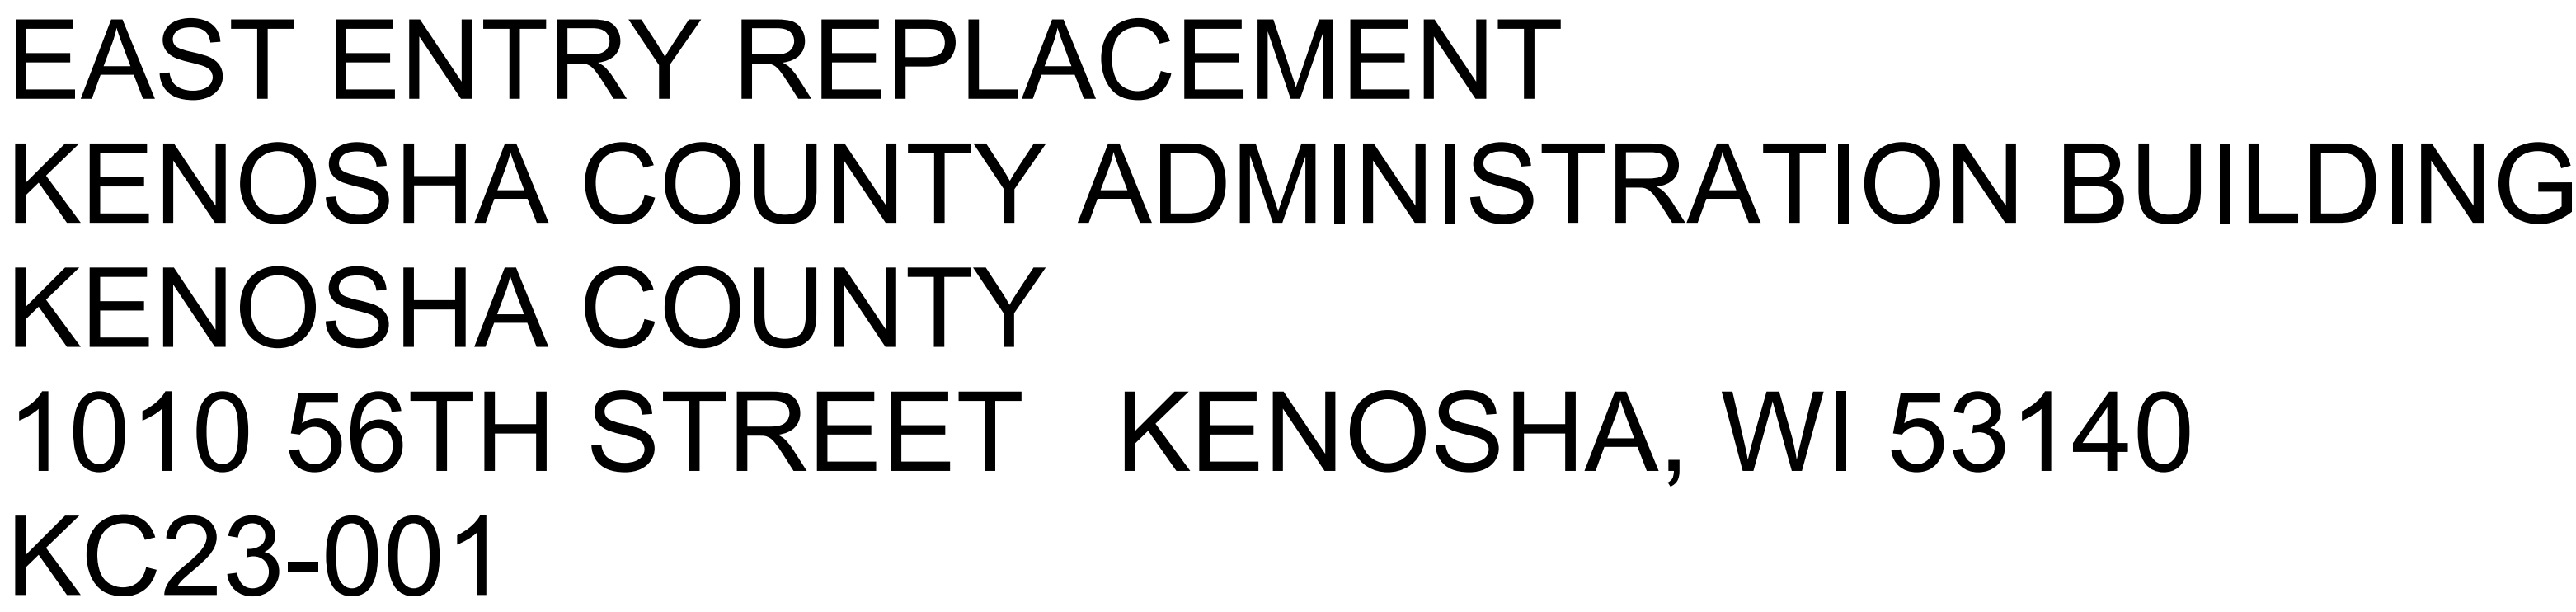 EAST ENTRY REPLACEMENT
KENOSHA COUNTY ADMINISTRATION BUILDING
KENOSHA COUNTY
1010 56TH STREET   KENOSHA, WI 53140
KC23-001